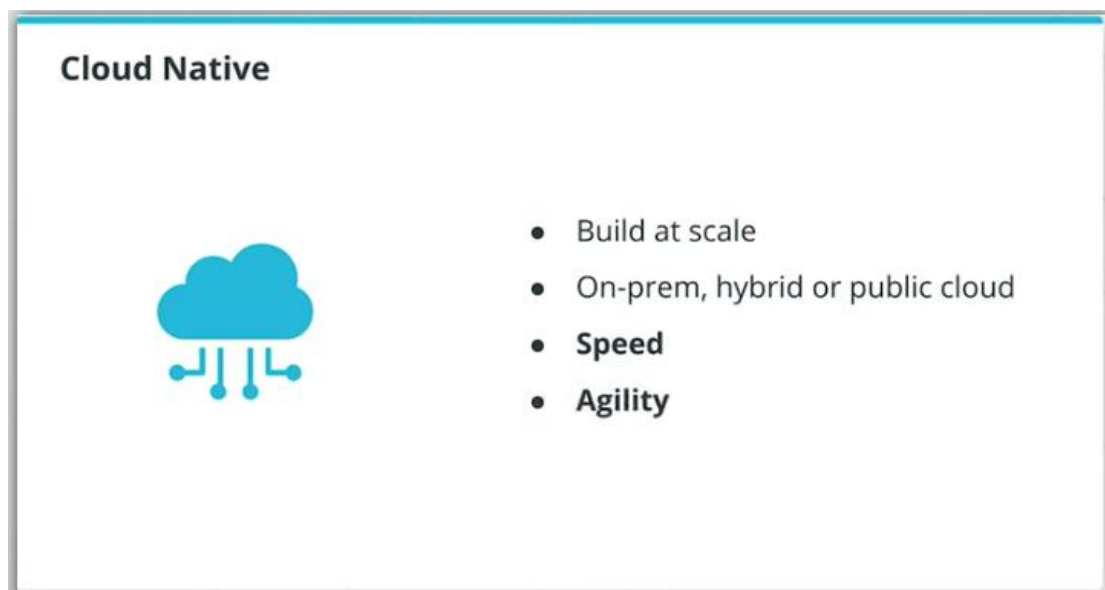 Cloud Native
● Build at scale
● On-prem, hybrid or public cloud
● Speed
● Agility